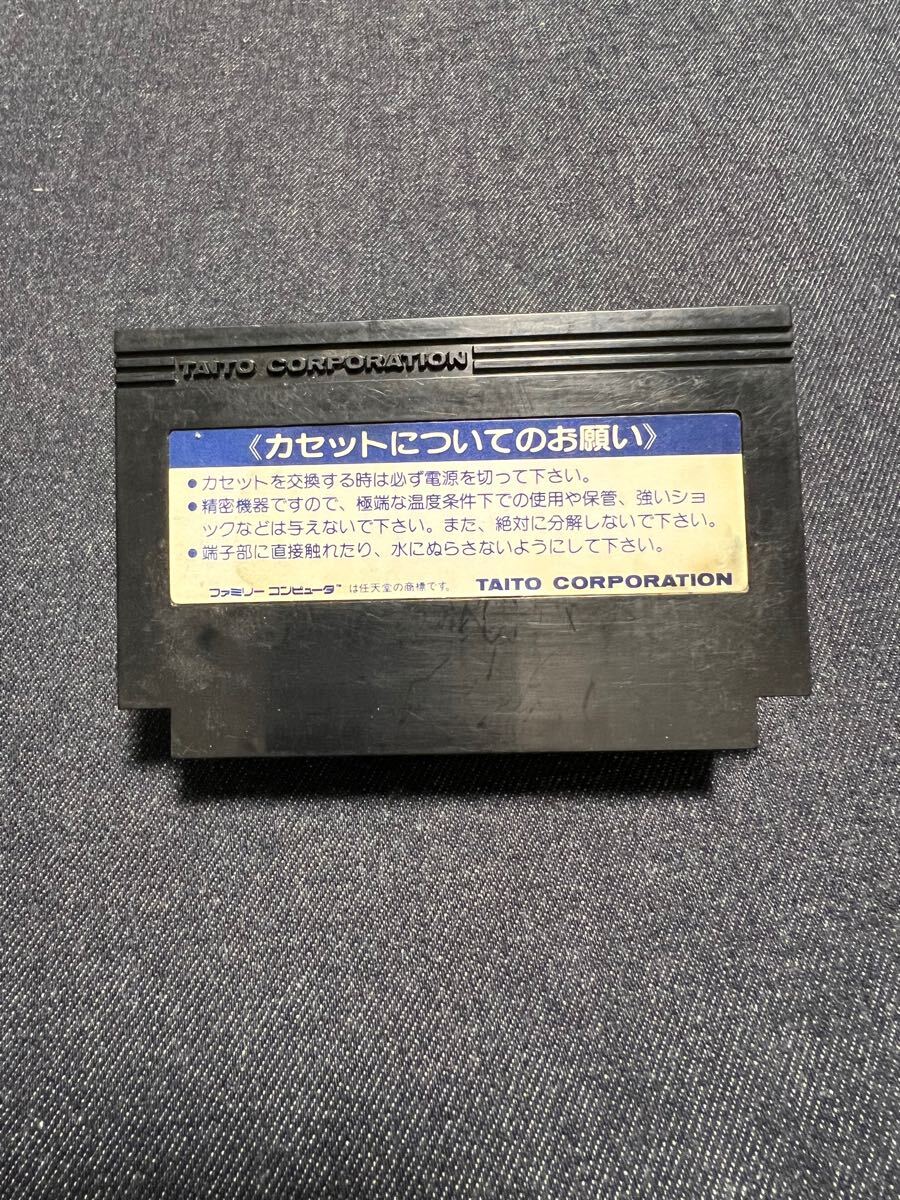 TAITO CORPORATION
《カセットについてのお願い》
●カセットを交換する時は必ず電源を切って下さい。
●精密機器ですので、極端な温度条件下での使用や保管、強いショ
ックなどは与えないで下さい。また、絶対に分解しないで下さい。
●端子部に直接触れたり、水にぬらさないようにして下さい。
ファミリー コンピュータ™は任天堂の商標です。 TAITO CORPORATION